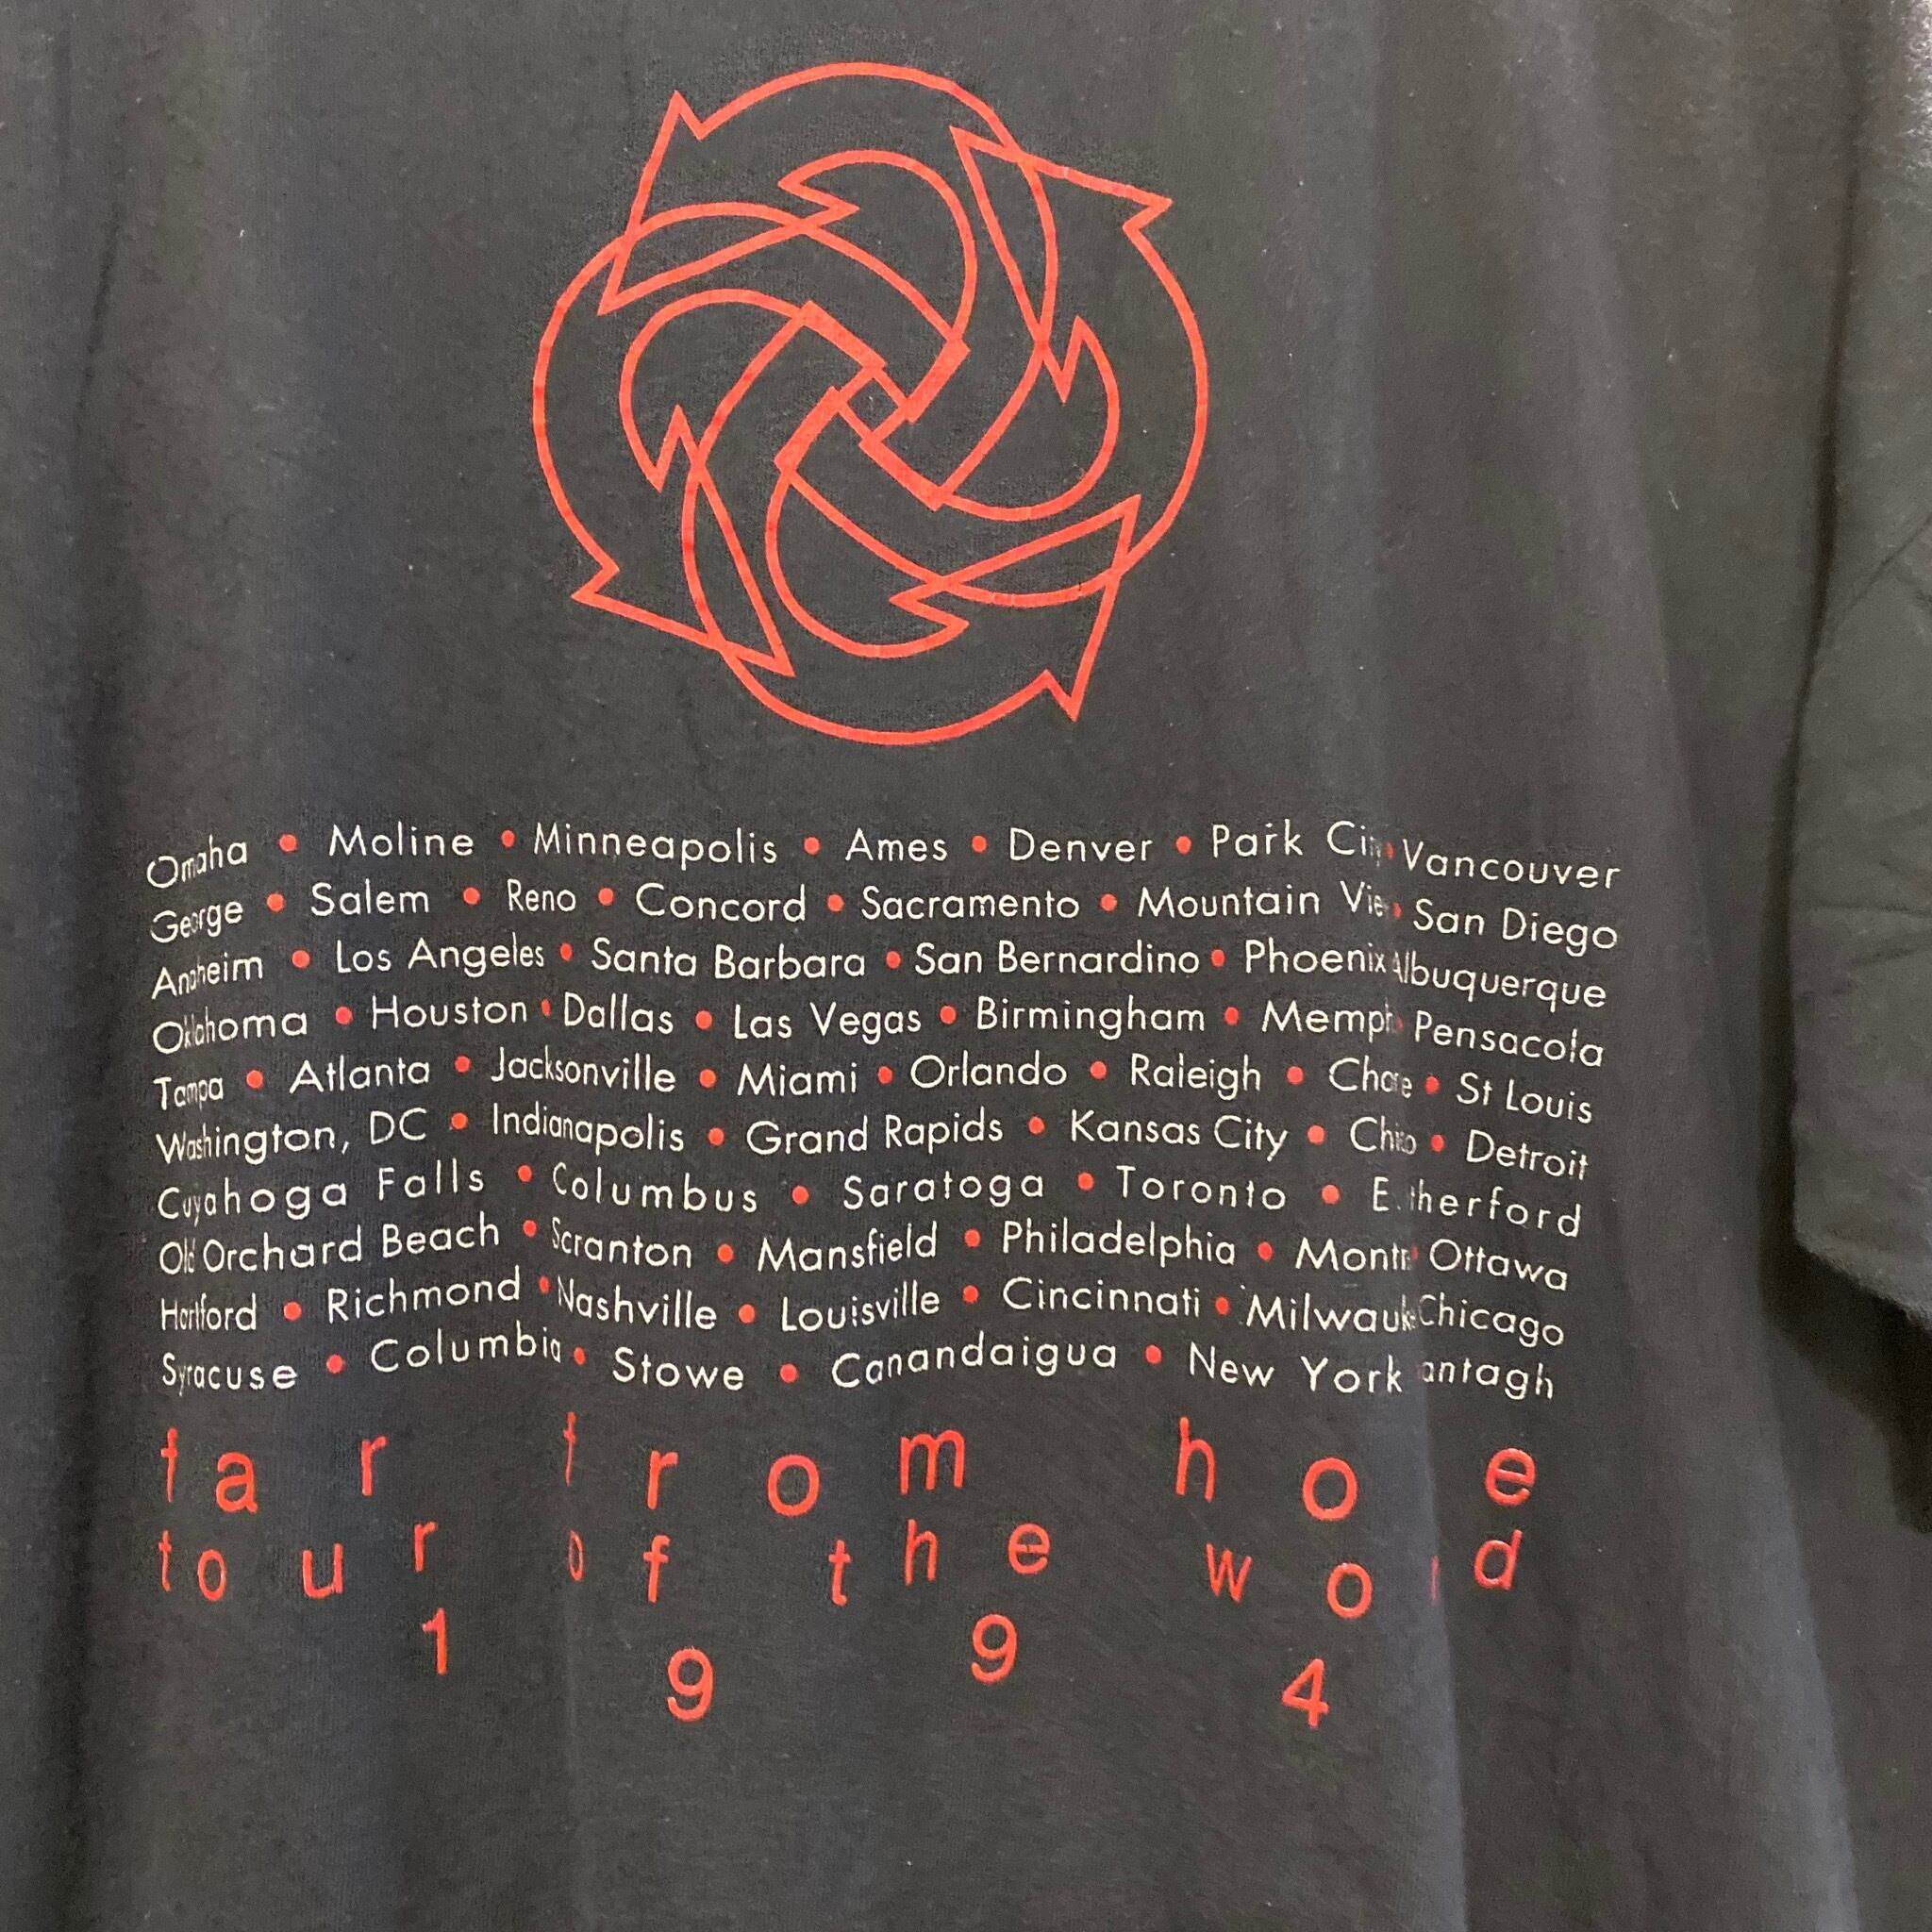 Omaha • Moline • Minneapolis • Ames • Denver • Park • Vancouver
George • Salem • Reno • Concord • Sacramento • Mountain • San Diego
Anaheim • Los Angeles • Santa Barbara • San Bernardino • Phoenix Albuquerque
Oklahoma • Houston • Dallas • Las Vegas • Birmingham • Pensacola
Tampa • Atlanta • Jacksonville • Miami • Orlando • Raleigh • St Louis
Washington, DC • Indianapolis • Grand Rapids • Kansas City • Detroit
Cuyahoga Falls • Columbus • Saratoga • Toronto •
Old Orchard Beach • Scranton • Mansfield • Philadelphia • Ottawa
Hartford • Richmond • Nashville • Louisville • Cincinnati • Chicago
Syracuse • Columbia • Stowe • Canandaigua • New York
far from
tour of the
1994